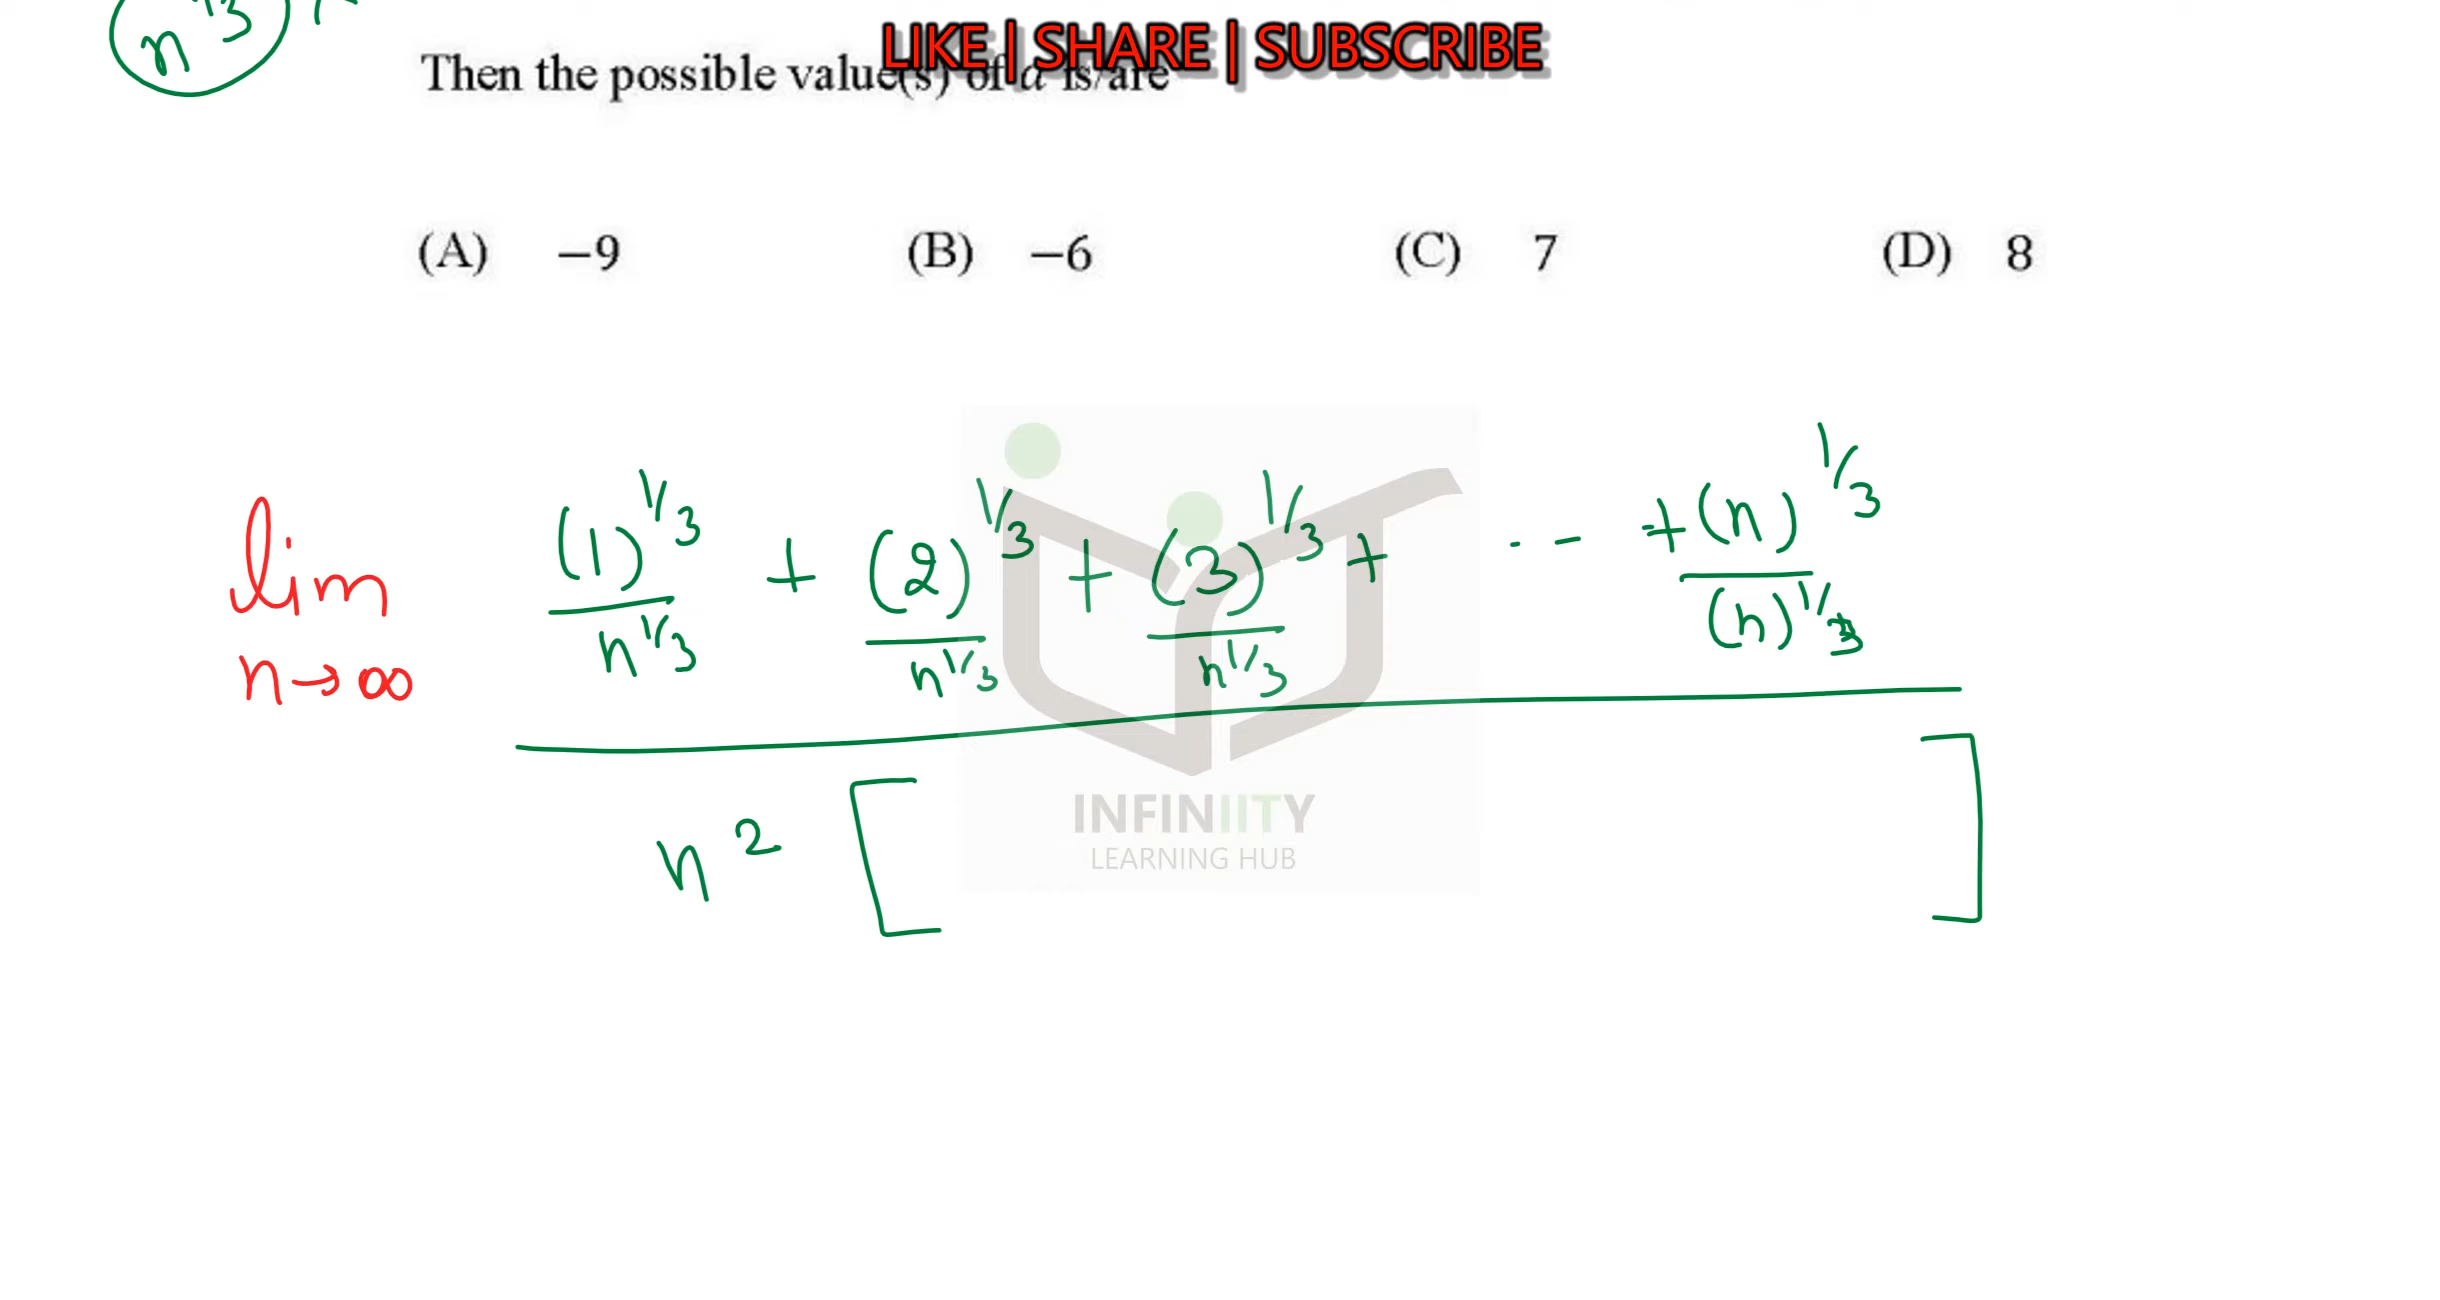 n^{1/3}
LIKE | SHARE | SUBSCRIBE
Then the possible value(s) of a is/are
(A) −9 (B) −6 (C) 7 (D) 8
lim n→∞ (1)^{1/3}/n^{1/3} + (2)^{1/3}/n^{1/3} + (3)^{1/3}/n^{1/3} + ·-- + (n)^{1/3}/(n)^{1/3}
n^2 [ ]
INFINIITY
LEARNING HUB